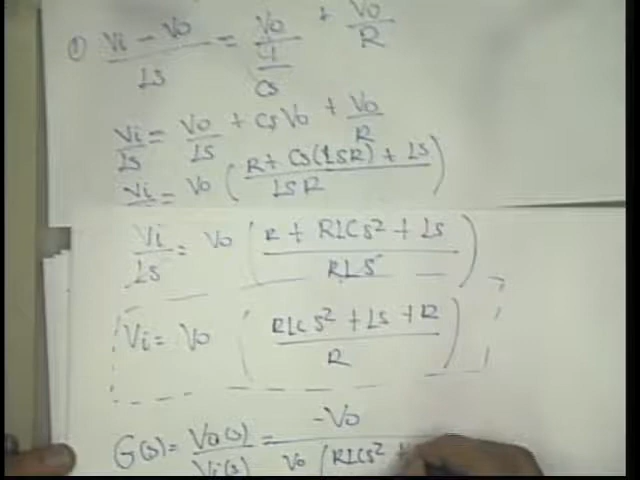 ① Vi - Vo / Ls = Vo / 1/Cs + Vo / R
Vi / Ls = Vo / Ls + CsVo + Vo / R
Vi / = Vo ( R + Cs(LSR) + Ls / LSR )
Vi / Ls = Vo ( R + RLCs² + Ls / RLS )
Vi = Vo ( RLCs² + Ls + R / R )
G(s) = Vo(s) / Vi(s) = -Vo / Vo ( RLCs² +